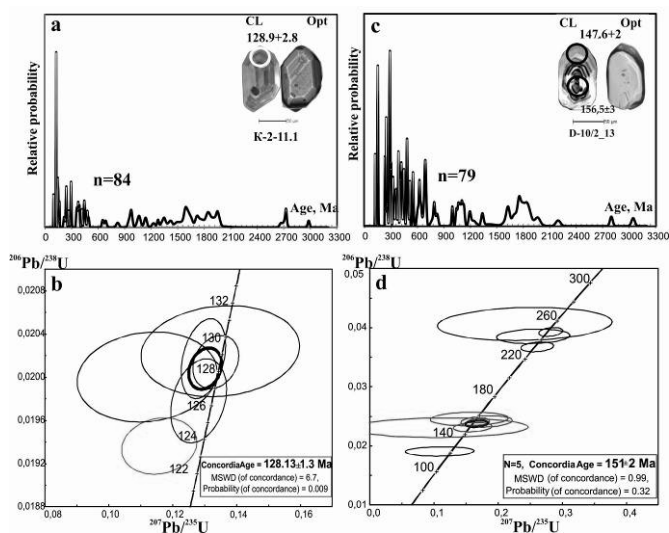 a
CL
Opt
128.9+2.8
K-2-11.1
n=84
Relative probability
Age, Ma
0
300
600
900
1200
1500
1800
2100
2400
2700
3000
3300
c
CL
Opt
147.6+2
156,5±3
D-10/2_13
n=79
Relative probability
Age, Ma
0
300
600
900
1200
1500
1800
2100
2400
2700
3000
3300
b
206Pb/238U
0,0208
0,0204
0,0200
0,0196
0,0192
0,0188
132
130
128
126
124
122
ConcordiaAge = 128.13±1.3 Ma
MSWD (of concordance) = 6.7,
Probability (of concordance) = 0.009
0,08
0,10
0,12
0,14
0,16
207Pb/235U
d
206Pb/238U
0,05
0,04
0,03
0,02
0,01
300
260
220
180
140
100
N=5, Concordia Age = 151±2 Ma
MSWD (of concordance) = 0.99,
Probability (of concordance) = 0.32
0,0
0,1
0,2
0,3
0,4
207Pb/235U